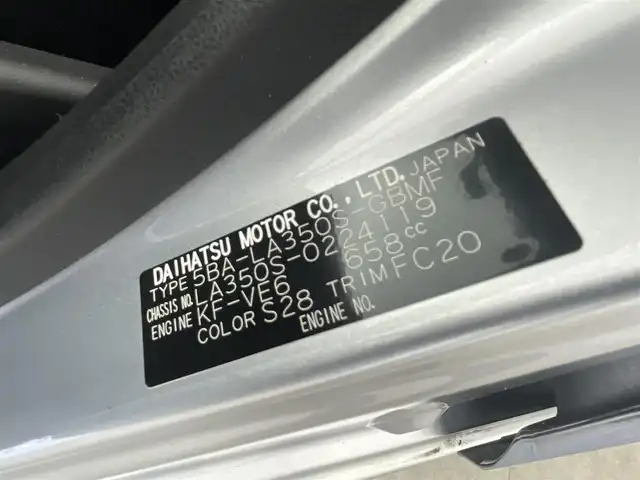 DAIHATSU MOTOR CO., LTD. JAPAN
TYPE 5BA-LA350S-GBMF
CHASSIS NO. LA350S-0224119
ENGINE KF-VE6 658cc
COLOR S28 TRIM FC20
ENGINE NO.